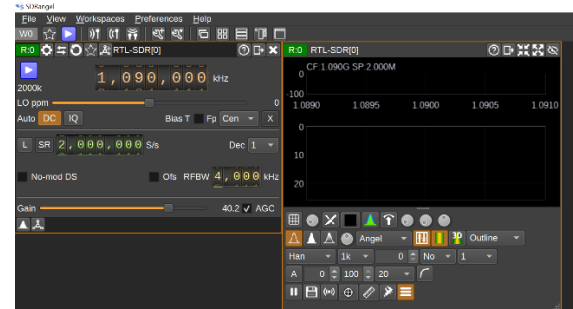 SDRangel
File View Workspaces Preferences Help
W0
R:0 RTL-SDR[0]
1,090,000 kHz
2000k
LO ppm 0
Auto DC IQ Bias T Fp Cen X
L SR 2,000,000 S/s Dec 1
No-mod DS Ofs RFBW 4,000 kHz
Gain 40.2 AGC
R:0 RTL-SDR[0]
CF:1.090G SP:2.000M
0
-100
1.0890 1.0895 1.0900 1.0905 1.0910
0
10
20
Angel 3D Outline
Han 1k 0 No 1
A 0 100 20